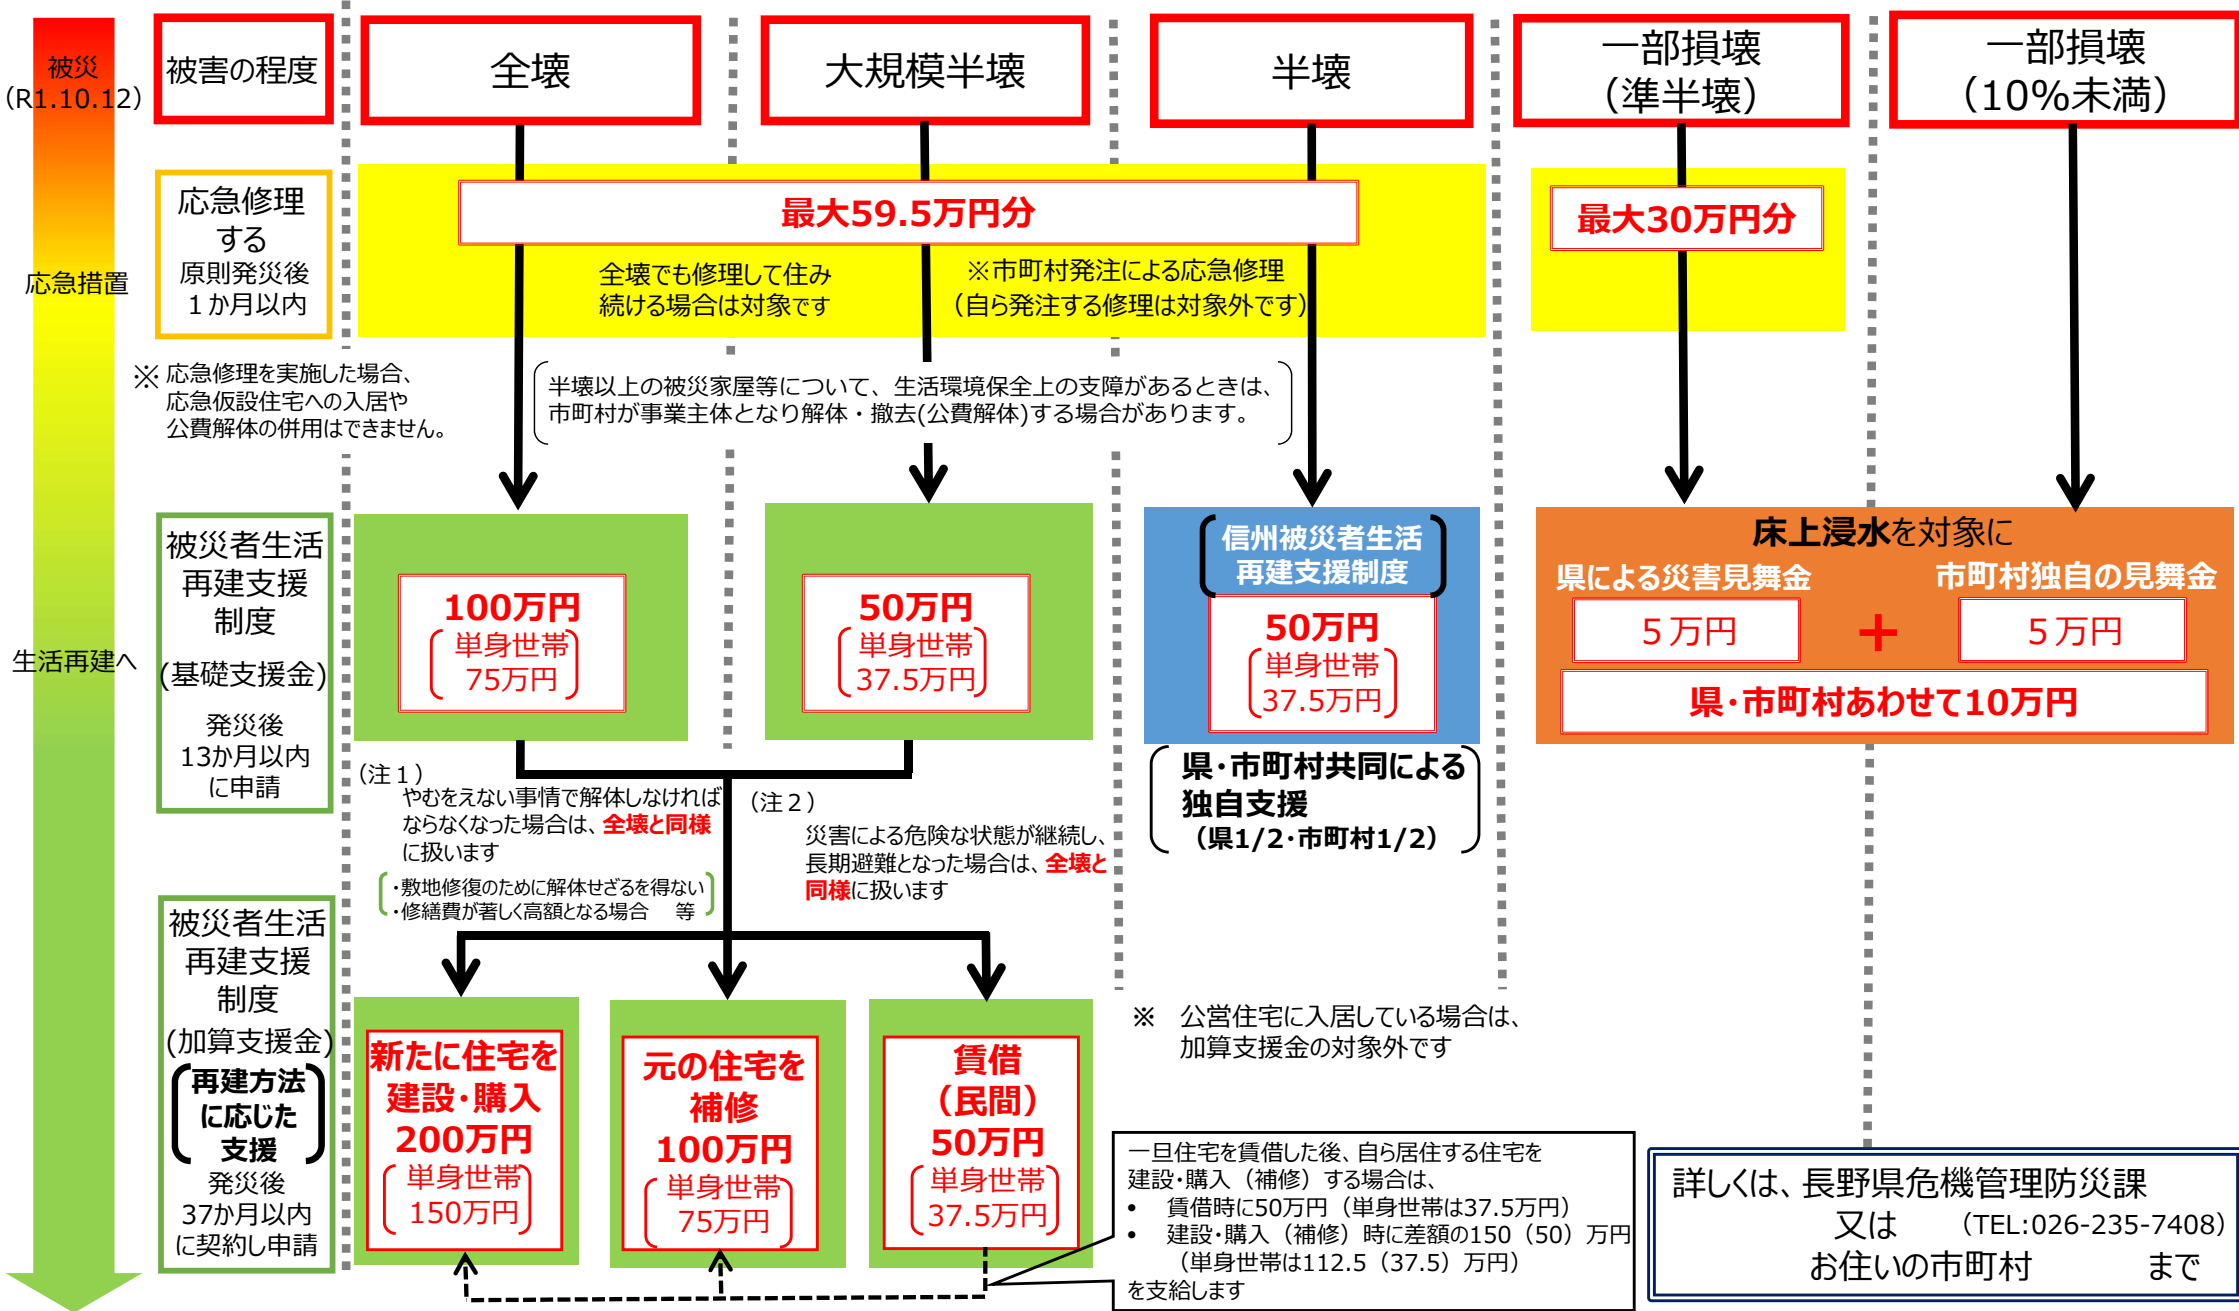 被災
（R1.10.12）
被害の程度
全壊
大規模半壊
半壊
一部損壊
（準半壊）
一部損壊
（10%未満）
応急措置
応急修理
する
原則発災後
１か月以内
最大59.5万円分
最大30万円分
全壊でも修理して住み
続ける場合は対象です
※市町村発注による応急修理
（自ら発注する修理は対象外です）
※ 応急修理を実施した場合、
応急仮設住宅への入居や
公費解体の併用はできません。
半壊以上の被災家屋等について、生活環境保全上の支障があるときは、
市町村が事業主体となり解体・撤去(公費解体)する場合があります。
生活再建へ
被災者生活
再建支援
制度
(基礎支援金)
発災後
13か月以内
に申請
100万円
単身世帯
75万円
50万円
単身世帯
37.5万円
信州被災者生活
再建支援制度
50万円
単身世帯
37.5万円
県・市町村共同による
独自支援
（県1/2・市町村1/2）
床上浸水を対象に
県による災害見舞金
市町村独自の見舞金
５万円
＋
５万円
県・市町村あわせて10万円
（注１）
やむをえない事情で解体しなければ
ならなくなった場合は、全壊と同様
に扱います
・敷地修復のために解体せざるを得ない
・修繕費が著しく高額となる場合　等
（注２）
災害による危険な状態が継続し、
長期避難となった場合は、全壊と
同様に扱います
被災者生活
再建支援
制度
(加算支援金)
再建方法
に応じた
支援
発災後
37か月以内
に契約し申請
新たに住宅を
建設・購入
200万円
単身世帯
150万円
元の住宅を
補修
100万円
単身世帯
75万円
賃借
（民間）
50万円
単身世帯
37.5万円
※　公営住宅に入居している場合は、
加算支援金の対象外です
一旦住宅を賃借した後、自ら居住する住宅を
建設・購入（補修）する場合は、
•　賃借時に50万円（単身世帯は37.5万円）
•　建設・購入（補修）時に差額の150（50）万円
（単身世帯は112.5（37.5）万円）
を支給します
詳しくは、長野県危機管理防災課
又は　（TEL:026-235-7408）
お住いの市町村　まで